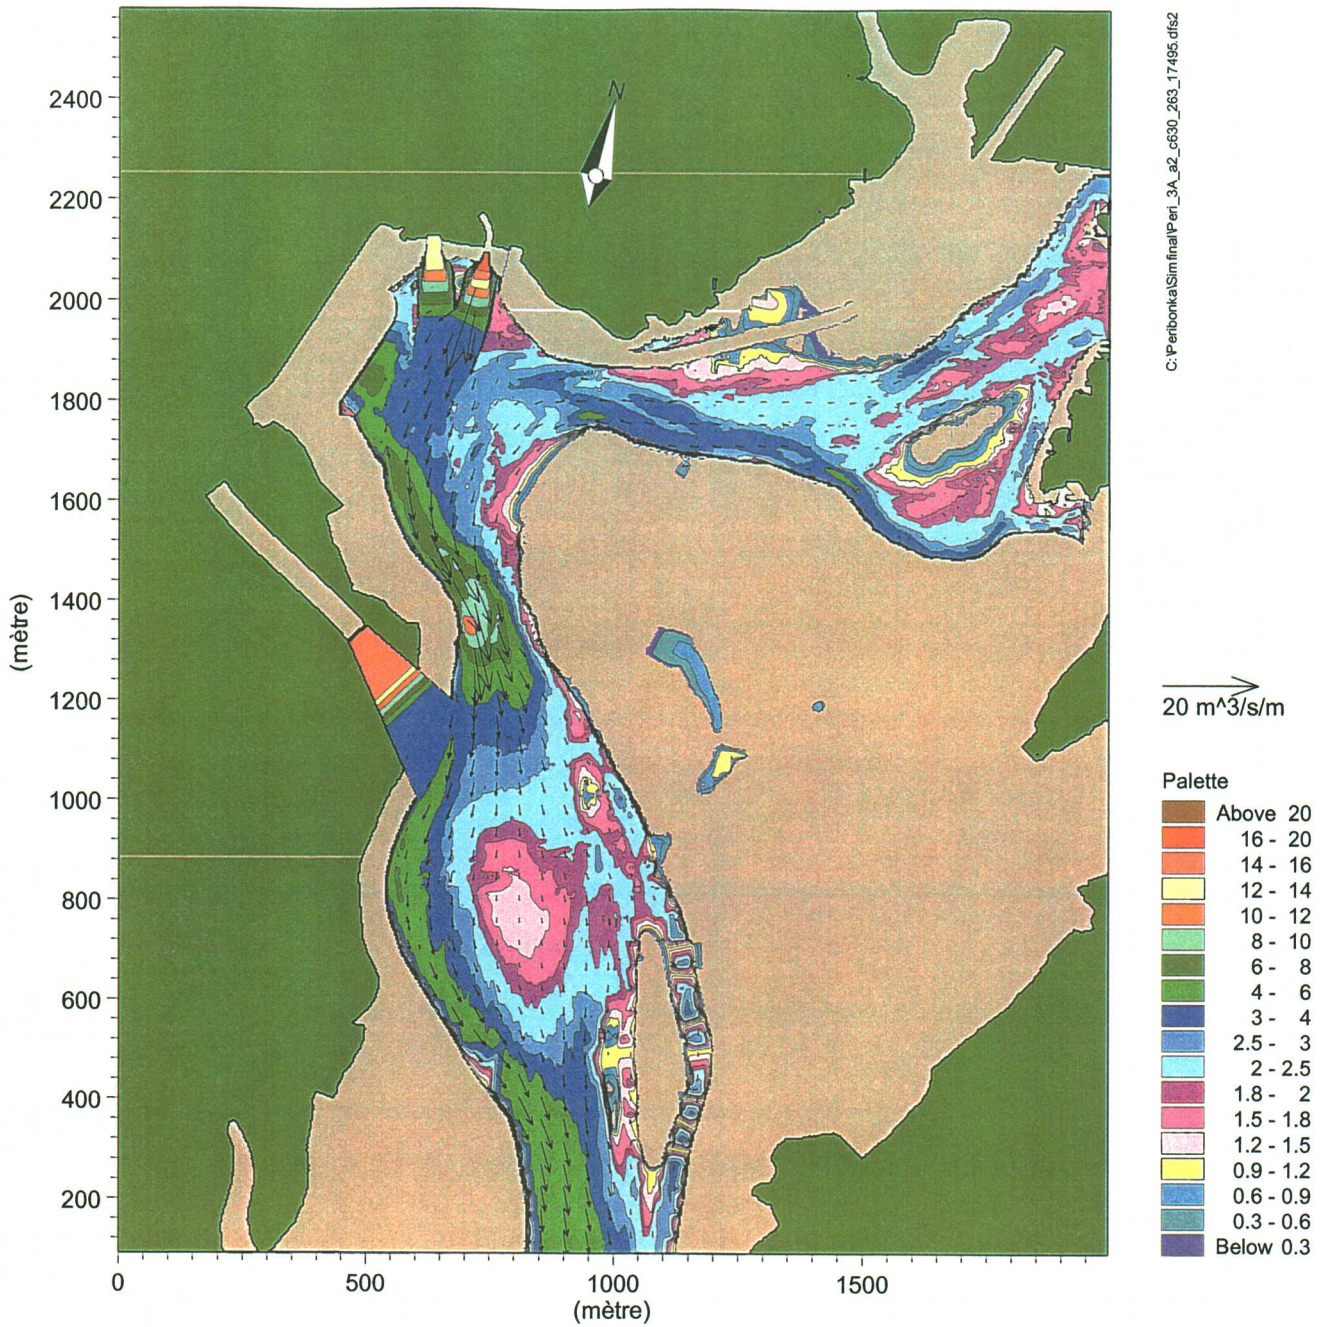 C:\Peribonka\Simfinal\Peri_3A_a2_c630_263_17495.dfs2
N
2400
2200
2000
1800
1600
1400
1200
1000
800
600
400
200
(mètre)
0
500
1000
1500
(mètre)
20 m^3/s/m
Palette
Above 20
16 - 20
14 - 16
12 - 14
10 - 12
8 - 10
6 - 8
4 - 6
3 - 4
2.5 - 3
2 - 2.5
1.8 - 2
1.5 - 1.8
1.2 - 1.5
0.9 - 1.2
0.6 - 0.9
0.3 - 0.6
Below 0.3